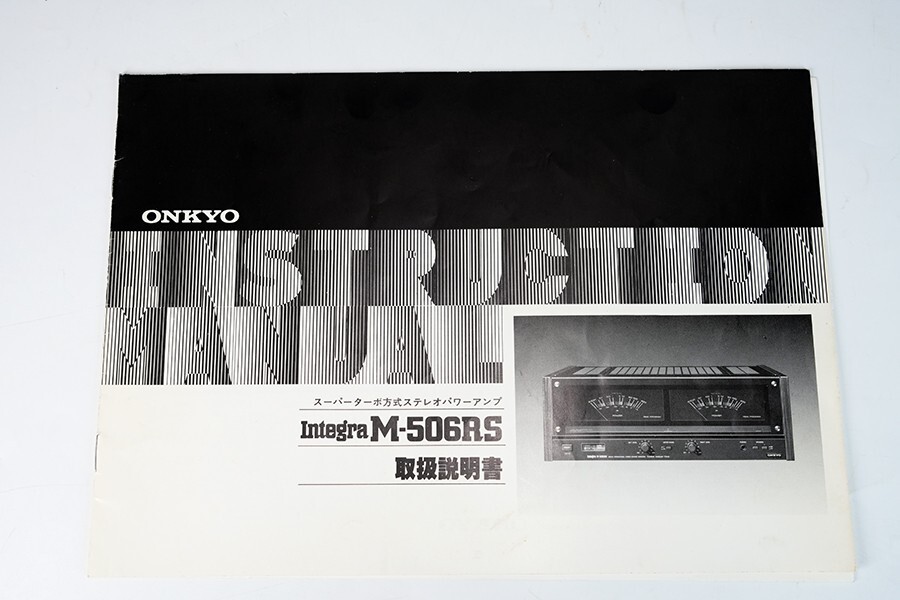 ONKYO
INSTRUCTION
MANUAL
スーパーターボ方式ステレオパワーアンプ
Integra M-506RS
取扱説明書